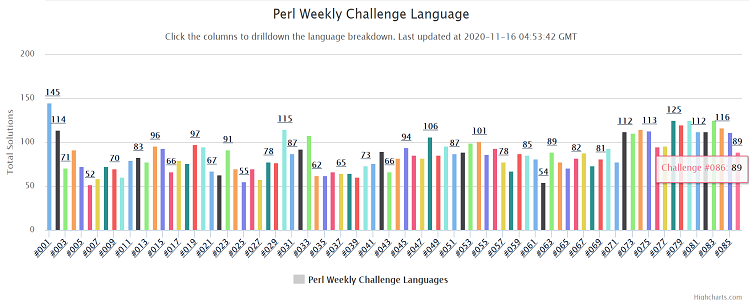 Perl Weekly Challenge Language
Click the columns to drilldown the language breakdown. Last updated at 2020-11-16 04:53:42 GMT
Total Solutions
200
150
100
50
0
145 114 71 52 70 83 96 66 97 67 91 55 78 115 87 62 65 73 66 94 106 87 101 78 85 54 89 82 81 112 113 125 112 116 89
Challenge #086: 89
#001 #003 #005 #007 #009 #011 #013 #015 #017 #019 #021 #023 #025 #027 #029 #031 #033 #035 #037 #039 #041 #043 #045 #047 #049 #051 #053 #055 #057 #059 #061 #063 #065 #067 #069 #071 #073 #075 #077 #079 #081 #083 #085
Perl Weekly Challenge Languages
Highcharts.com